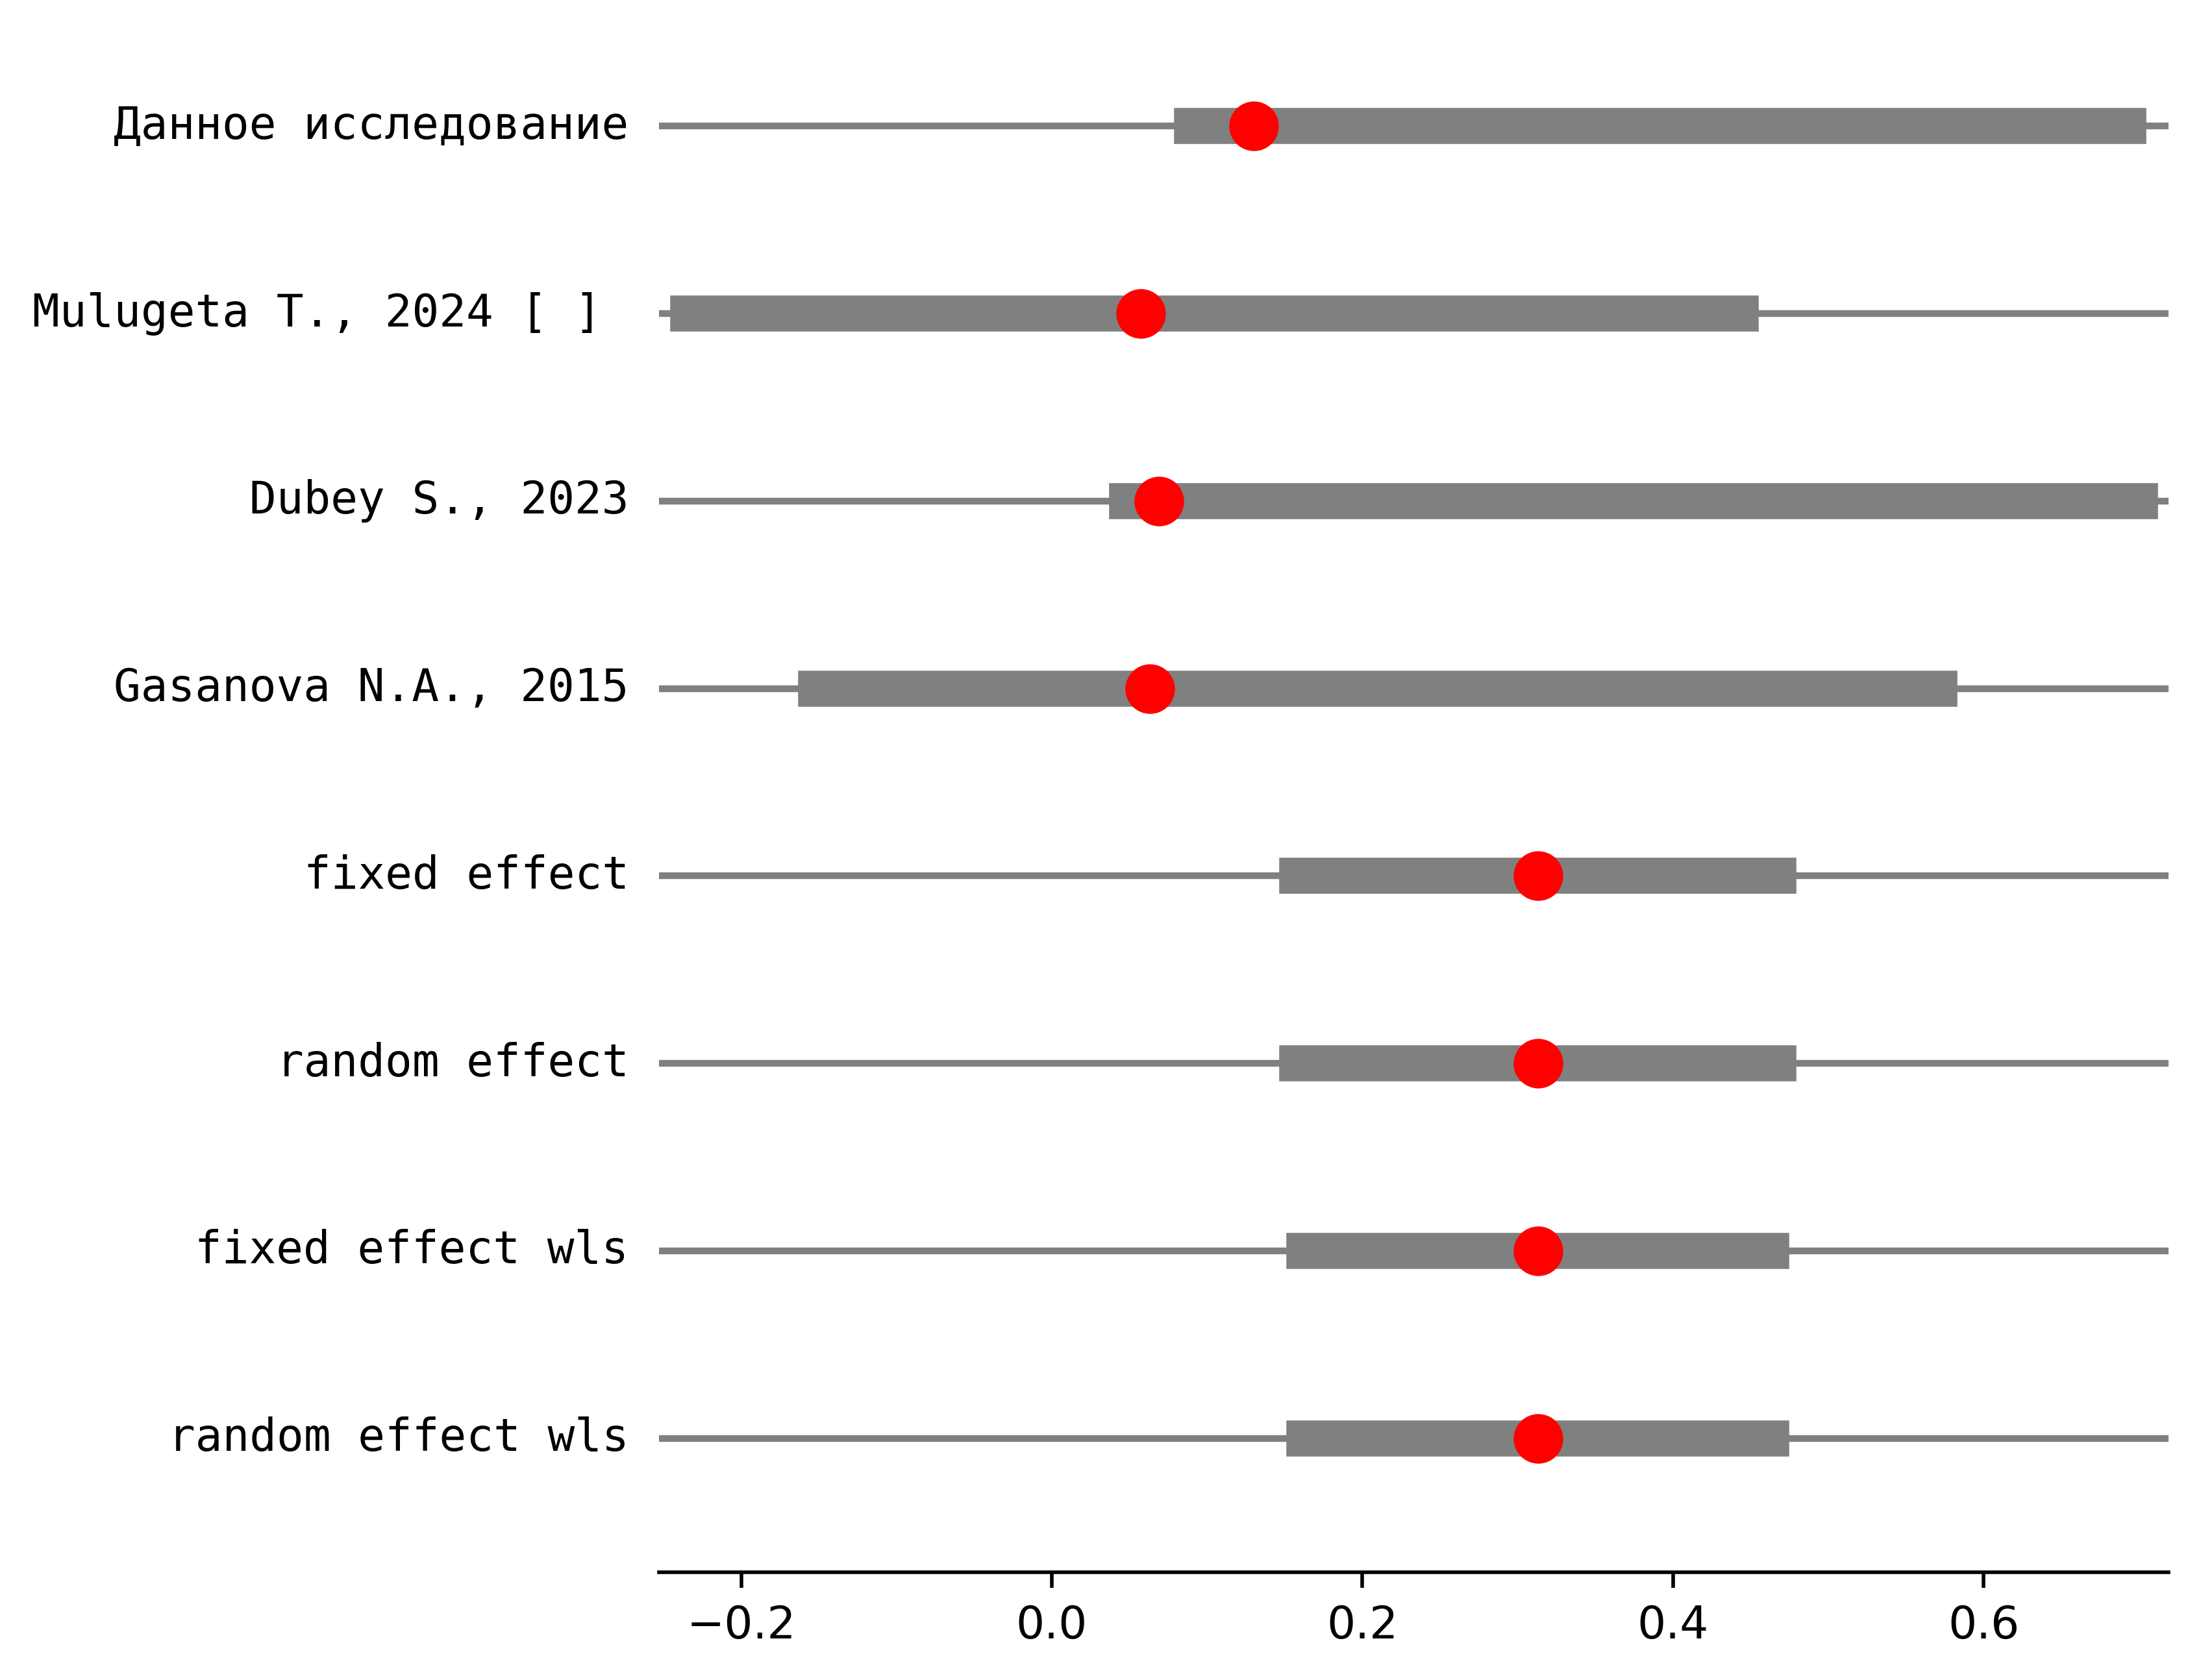 Данное исследование
Mulugeta T., 2024 [ ]
Dubey S., 2023
Gasanova N.A., 2015
fixed effect
random effect
fixed effect wls
random effect wls
−0.2 0.0 0.2 0.4 0.6